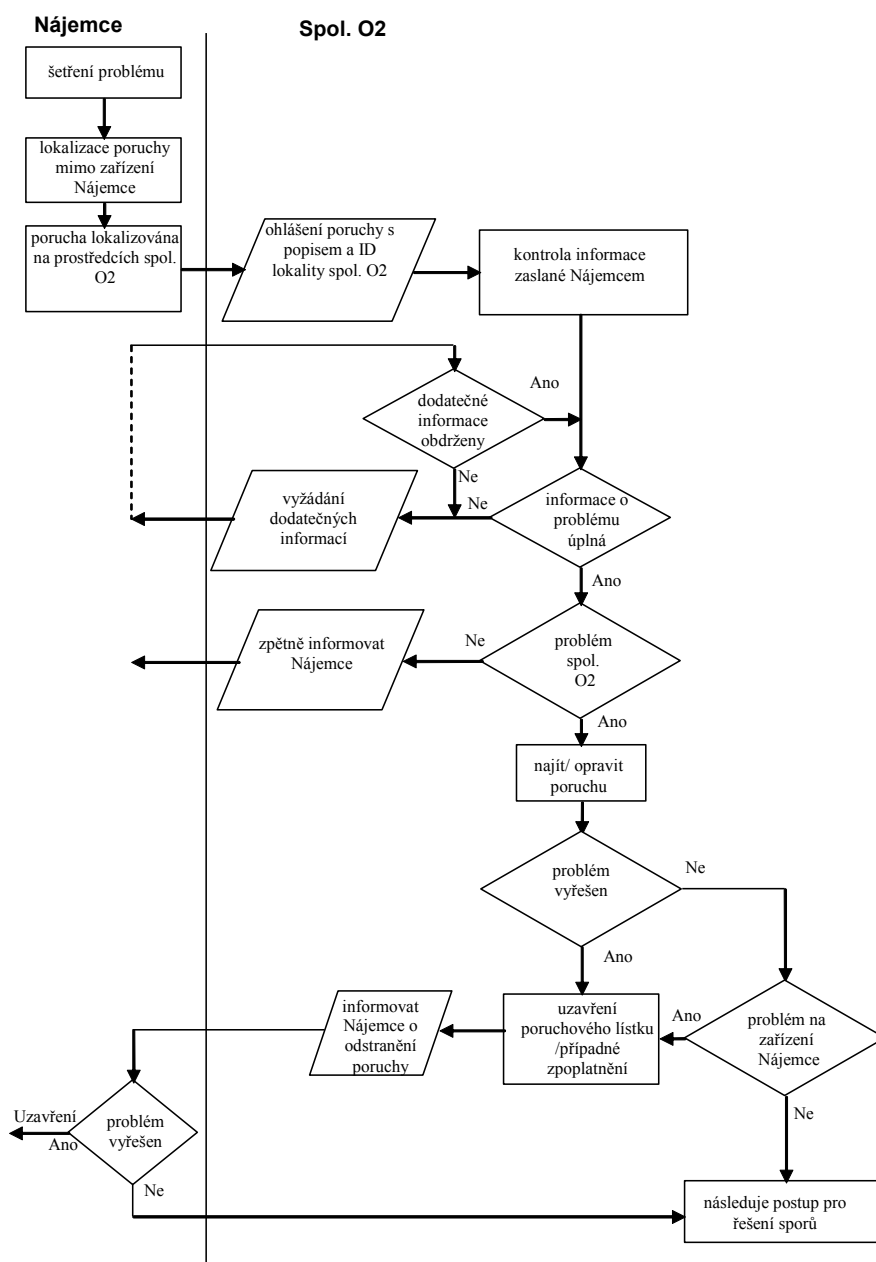 Nájemce
Spol. O2
šetření problému
lokalizace poruchy
mimo zařízení
Nájemce
porucha lokalizována
na prostředcích spol.
O2
ohlášení poruchy s
popisem a ID
lokality spol. O2
kontrola informace
zaslané Nájemcem
Ano
dodatečné
informace
obdrženy
Ne
vyžádání
dodatečných
informací
Ne
informace o
problému
úplná
Ano
zpětně informovat
Nájemce
Ne
problém
spol.
O2
Ano
najít/ opravit
poruchu
problém
vyřešen
Ne
Ano
informovat
Nájemce o
odstranění
poruchy
uzavření
poruchového lístku
/případné
zpoplatnění
Ano
problém na
zařízení
Nájemce
Ne
Uzavření
Ano
problém
vyřešen
Ne
následuje postup pro
řešení sporů